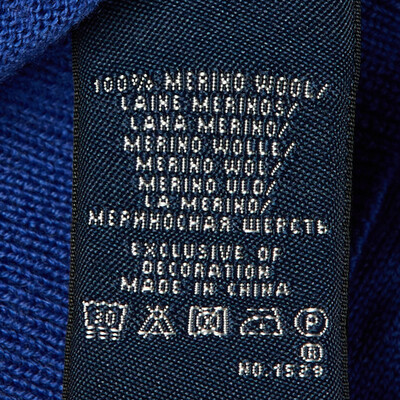 100% MERINO WOOL/
LAINE MERINOS/
LANA MERINO/
MERINO WOLLE/
MERINO WOL/
MERINO ULD/
LA MERINO/
МЕРИНОСНАЯ ШЕРСТЬ
EXCLUSIVE OF
DECORATION
MADE IN CHINA
30 P
R
NO.1529